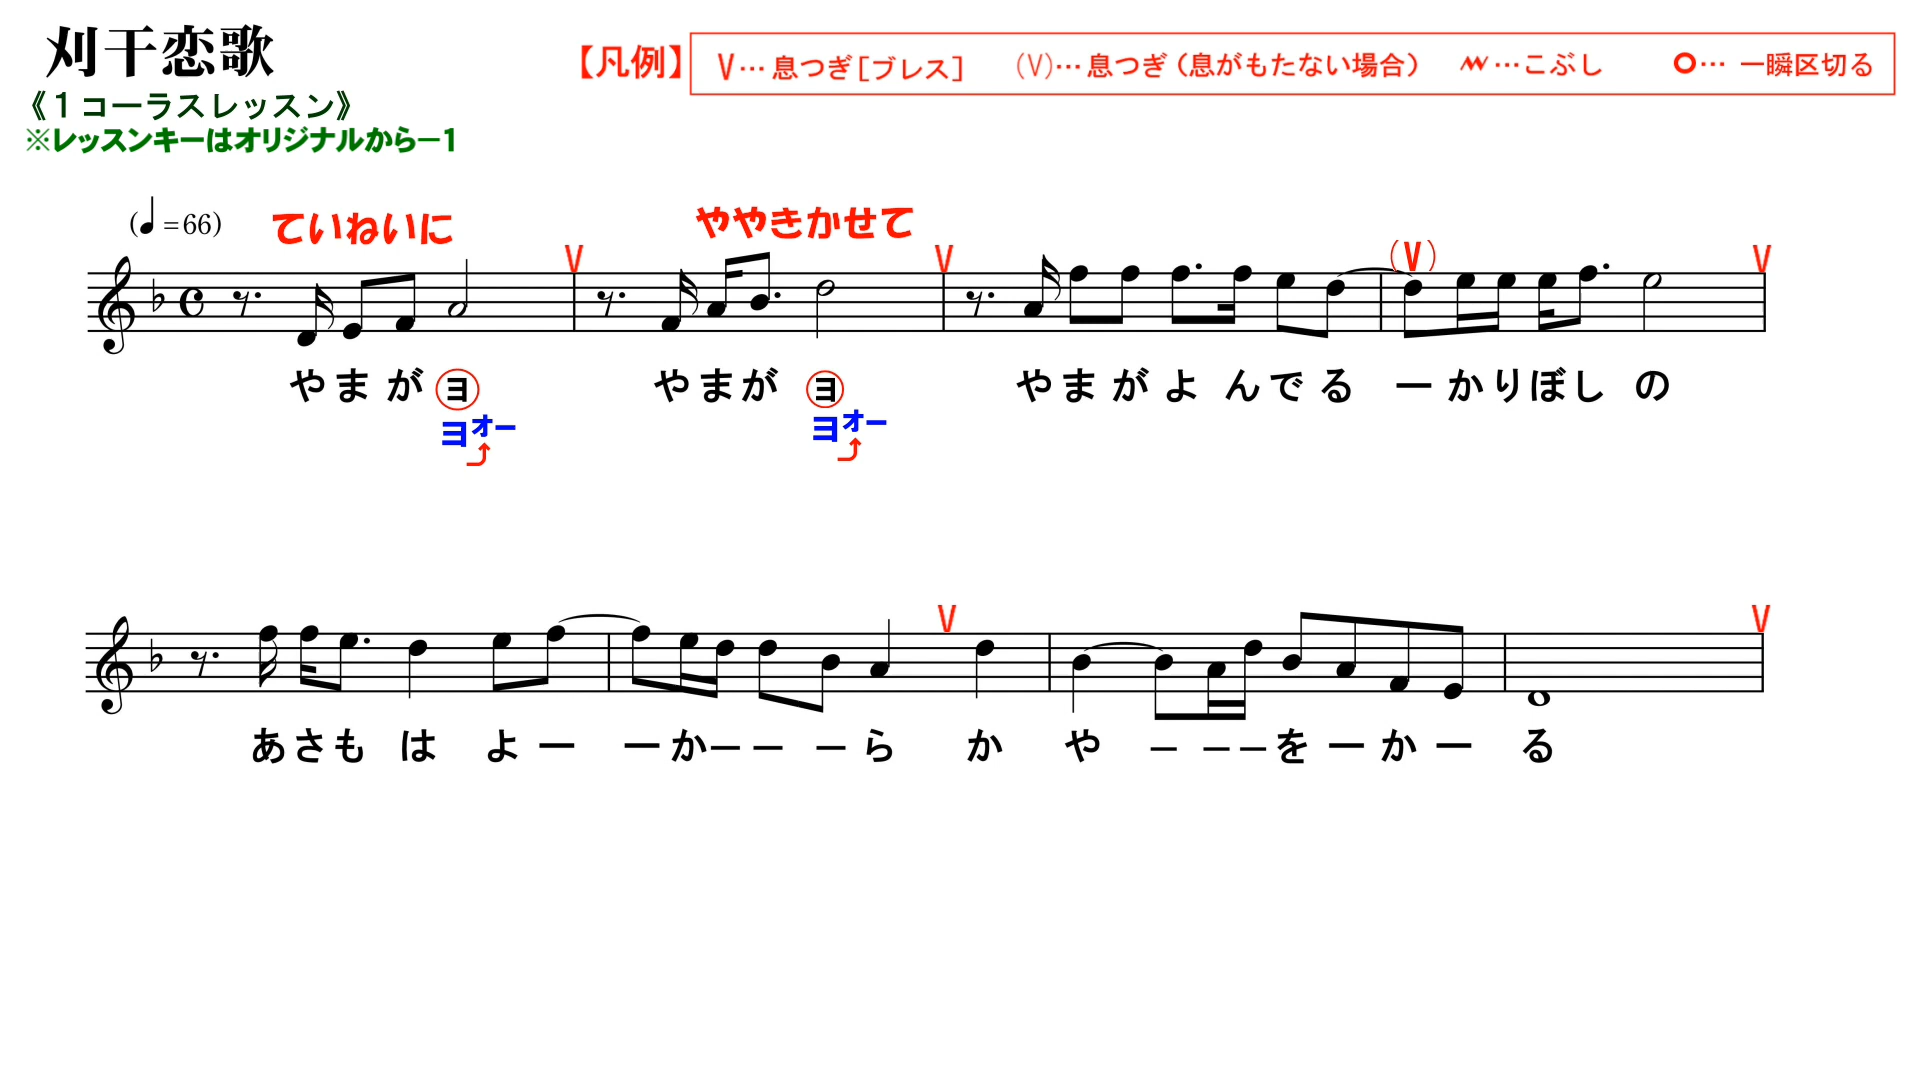 刈干恋歌
【凡例】 V…息つぎ[ブレス] (V)…息つぎ(息がもたない場合) …こぶし 〇… 一瞬区切る
《1コーラスレッスン》
※レッスンキーはオリジナルから−1
(♩=66) ていねいに ややきかせて
V V (V) V
やまがヨ やまがヨ やまがよんでるーかりぼしの
ヨォー ヨォー
V V
あさもはよーーかーーーらかやーーーをーかーる